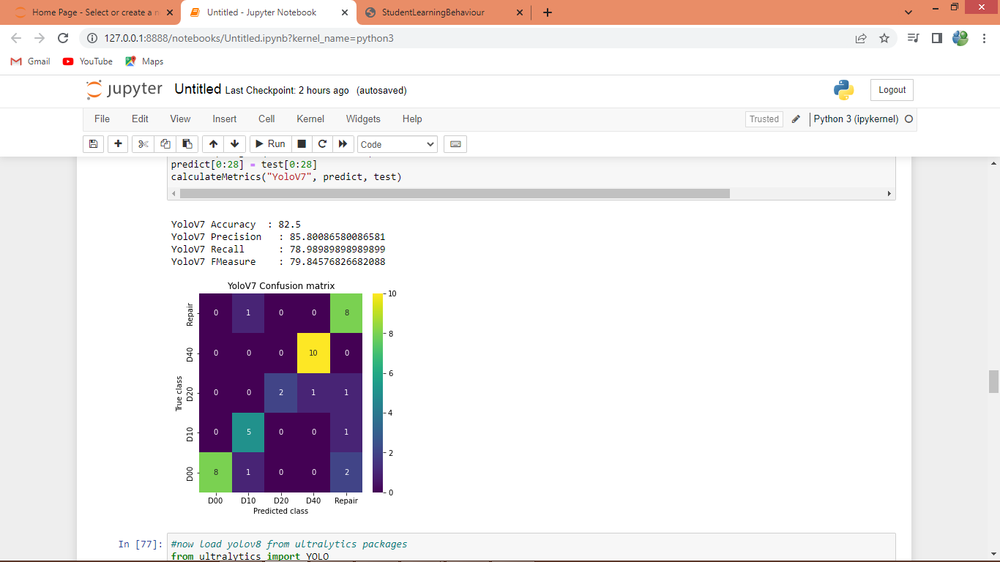 Home Page - Select or create a n
Untitled - Jupyter Notebook
StudentLearningBehaviour
127.0.0.1:8888/notebooks/Untitled.ipynb?kernel_name=python3
Gmail YouTube Maps
jupyter Untitled Last Checkpoint: 2 hours ago (autosaved) Logout
File Edit View Insert Cell Kernel Widgets Help Trusted Python 3 (ipykernel)
Run Code
predict[0:28] = test[0:28]
calculateMetrics("YoloV7", predict, test)
YoloV7 Accuracy : 82.5
YoloV7 Precision : 85.80086580086581
YoloV7 Recall : 78.98989898989899
YoloV7 FMeasure : 79.84576826682088
YoloV7 Confusion matrix
True class
Repair 0 1 0 0 8
D40 0 0 0 10 0
D20 0 0 2 1 1
D10 0 5 0 0 1
D00 8 1 0 0 2
D00 D10 D20 D40 Repair
Predicted class
10
8
6
4
2
0
In [77]: #now load yolov8 from ultralytics packages
from ultralytics import YOLO